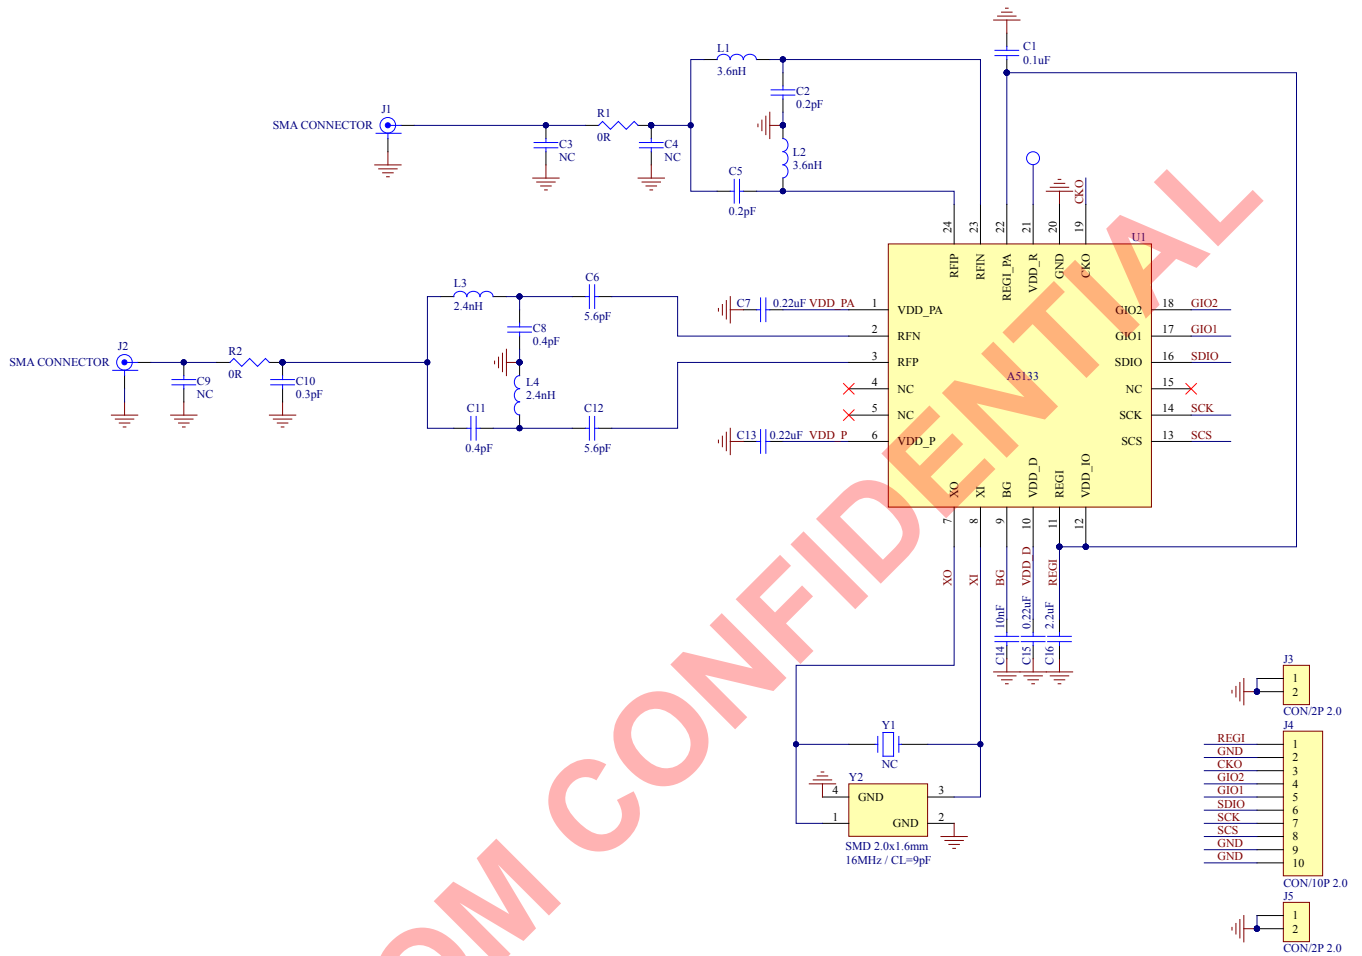 C1
0.1uF
L1
3.6nH
C2
0.2pF
J1
SMA CONNECTOR
R1
0R
C3
NC
C4
NC
L2
3.6nH
C5
0.2pF
24
23
22
21
20
19
CKO
U1
RFIP
RFIN
REGI_PA
VDD_R
GND
CKO
L3
2.4nH
C6
5.6pF
C8
0.4pF
C7
0.22uF
VDD_PA
1
VDD_PA
2
RFN
3
RFP
4
NC
5
NC
6
VDD_P
C13
0.22uF
VDD_P
GIO2
18
GIO2
GIO1
17
GIO1
SDIO
16
SDIO
A5133
NC
15
SCK
14
SCK
SCS
13
SCS
J2
SMA CONNECTOR
R2
0R
C9
NC
C10
0.3pF
L4
2.4nH
C11
0.4pF
C12
5.6pF
XO
XI
BG
VDD_D
REGI
VDD_IO
7
8
9
10
11
12
XO
XI
BG
VDD_D
REGI
C14
10nF
C15
0.22uF
C16
2.2uF
Y1
NC
Y2
4
GND
3
1
GND
2
SMD 2.0x1.6mm
16MHz / CL=9pF
J3
1
2
CON/2P 2.0
J4
REGI
1
GND
2
CKO
3
GIO2
4
GIO1
5
SDIO
6
SCK
7
SCS
8
GND
9
GND
10
CON/10P 2.0
J5
1
2
CON/2P 2.0
OM CONFIDENTIAL